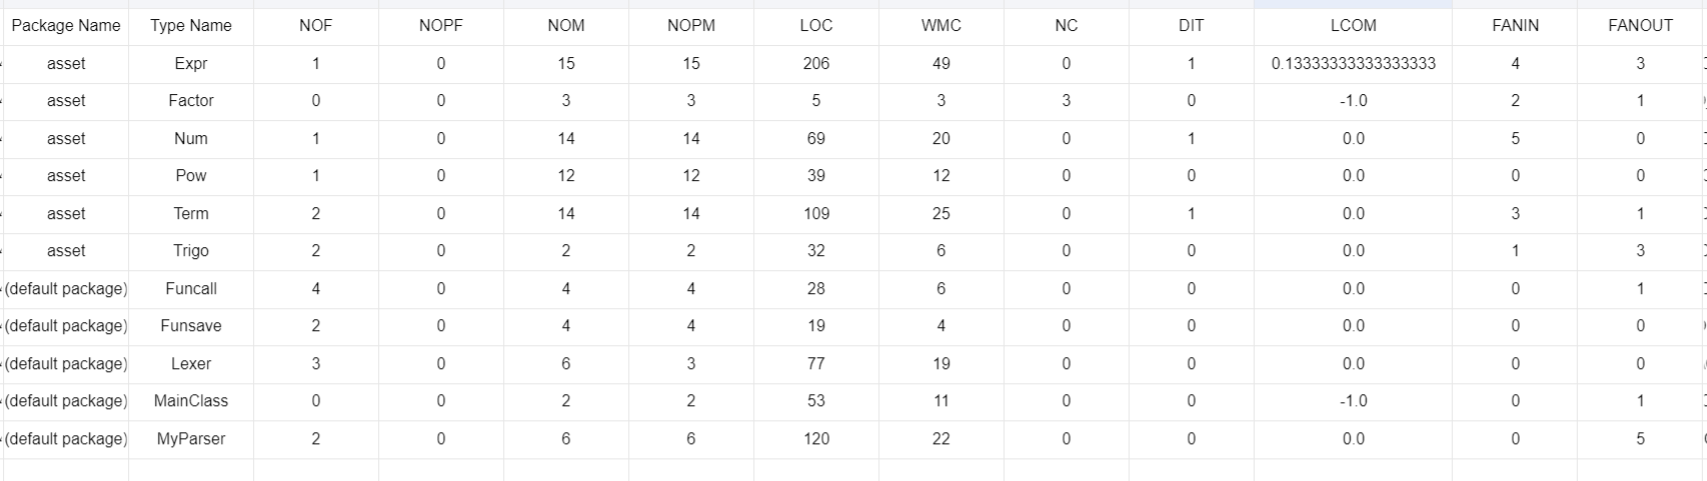 Package Name Type Name NOF NOPF NOM NOPM LOC WMC NC DIT LCOM FANIN FANOUT
asset Expr 1 0 15 15 206 49 0 1 0.13333333333333333 4 3
asset Factor 0 0 3 3 5 3 3 0 -1.0 2 1
asset Num 1 0 14 14 69 20 0 1 0.0 5 0
asset Pow 1 0 12 12 39 12 0 0 0.0 0 0
asset Term 2 0 14 14 109 25 0 1 0.0 3 1
asset Trigo 2 0 2 2 32 6 0 0 0.0 1 3
(default package) Funcall 4 0 4 4 28 6 0 0 0.0 0 1
(default package) Funsave 2 0 4 4 19 4 0 0 0.0 0 0
(default package) Lexer 3 0 6 3 77 19 0 0 0.0 0 0
(default package) MainClass 0 0 2 2 53 11 0 0 -1.0 0 1
(default package) MyParser 2 0 6 6 120 22 0 0 0.0 0 5